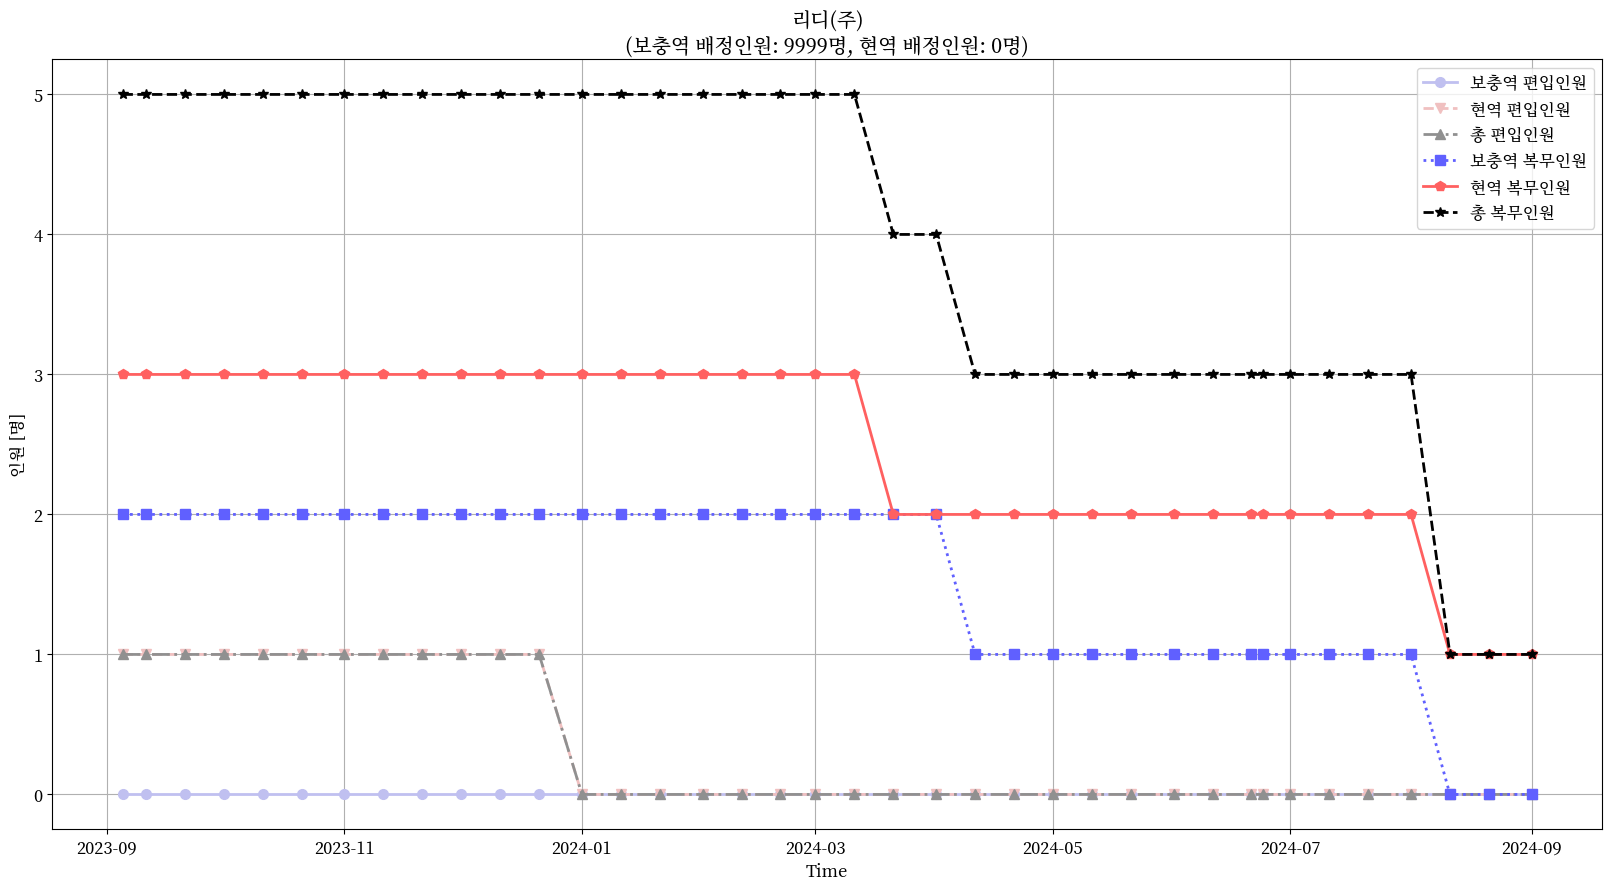 리디(주)
(보충역 배정인원: 9999명, 현역 배정인원: 0명)
보충역 편입인원
현역 편입인원
총 편입인원
보충역 복무인원
현역 복무인원
총 복무인원
인원 [명]
5
4
3
2
1
0
2023-09 2023-11 2024-01 2024-03 2024-05 2024-07 2024-09
Time